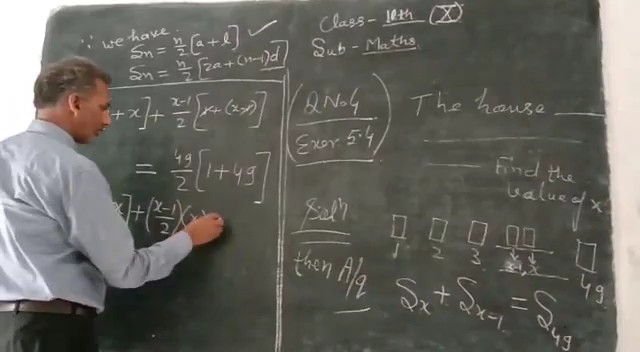 ∵ we have
Sn = n/2 [a + l] ✓
Sn = n/2 [2a + (n-1)d]
+ x] + x-1/2 [x + (x-x)]
= 49/2 [1 + 49]
x] + (x-1/2)(x)
Class - 10th (X)
Sub - Maths
Q No 4
Exer 5.4
The house ____
Find the
value of x
Sol'n
1 2 3 x 49
then A/q
Sx + Sx-1 = S49